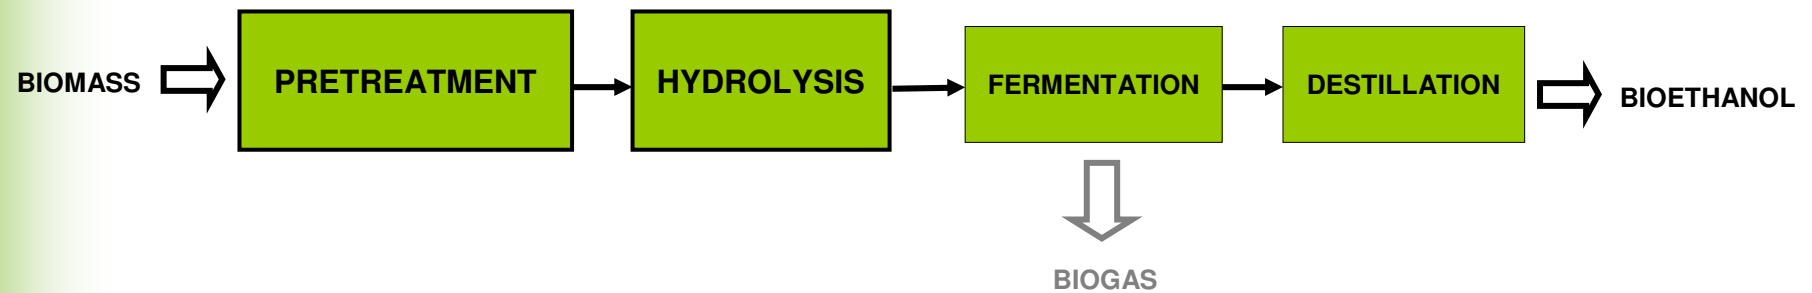 BIOMASS
PRETREATMENT
HYDROLYSIS
FERMENTATION
DESTILLATION
BIOETHANOL
BIOGAS